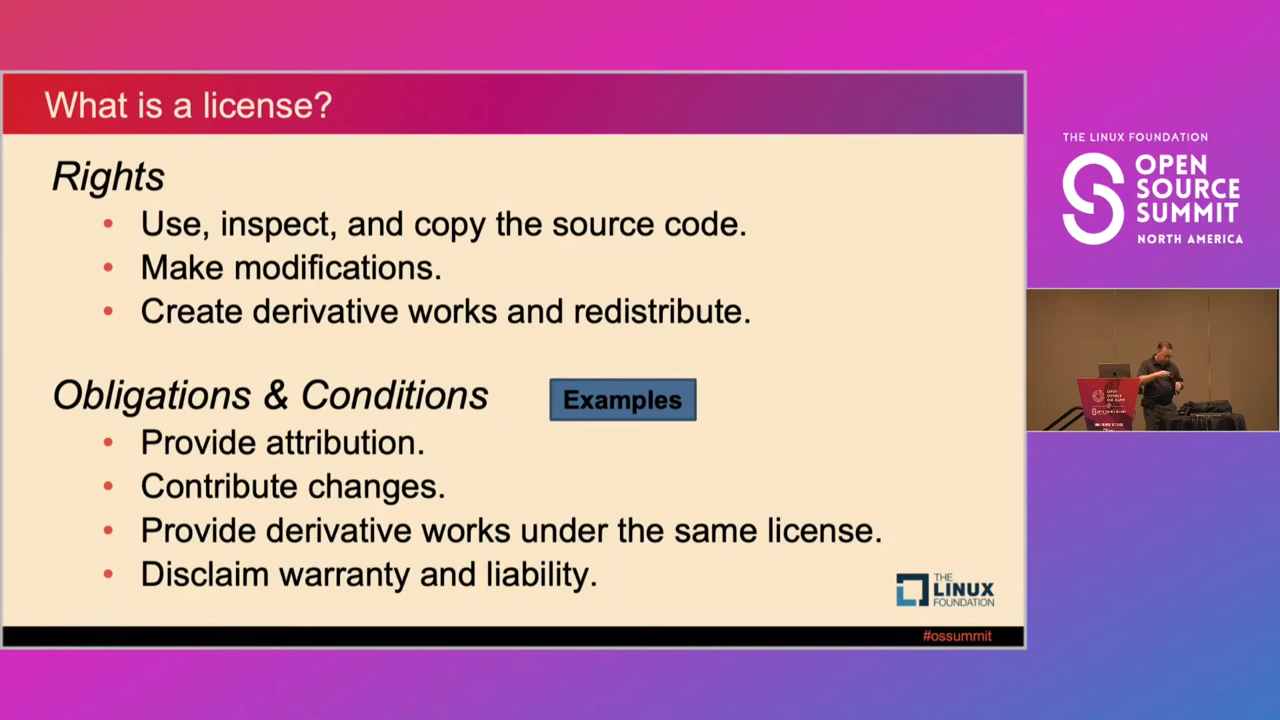 What is a license?
Rights
• Use, inspect, and copy the source code.
• Make modifications.
• Create derivative works and redistribute.
Obligations & Conditions
Examples
• Provide attribution.
• Contribute changes.
• Provide derivative works under the same license.
• Disclaim warranty and liability.
THE
LINUX
FOUNDATION
#ossummit
THE LINUX FOUNDATION
OPEN
SOURCE
SUMMIT
NORTH AMERICA